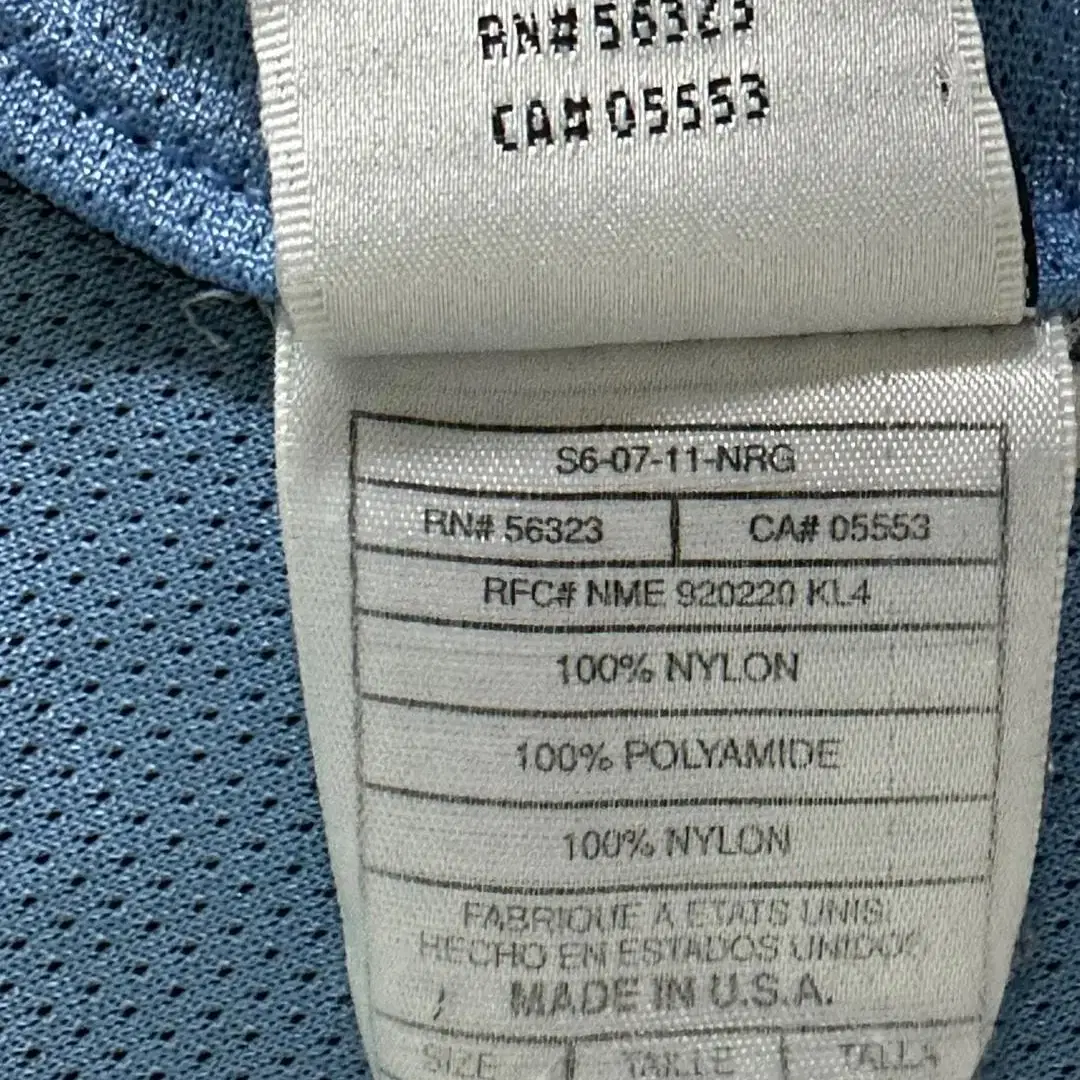 RN# 56323
CA# 05553
S6-07-11-NRG
RN# 56323 CA# 05553
RFC# NME 920220 KL4
100% NYLON
100% POLYAMIDE
100% NYLON
FABRIQUE A ETATS UNIS
HECHO EN ESTADOS UNIDOS
MADE IN U.S.A.
SIZE TAILLE TALLA